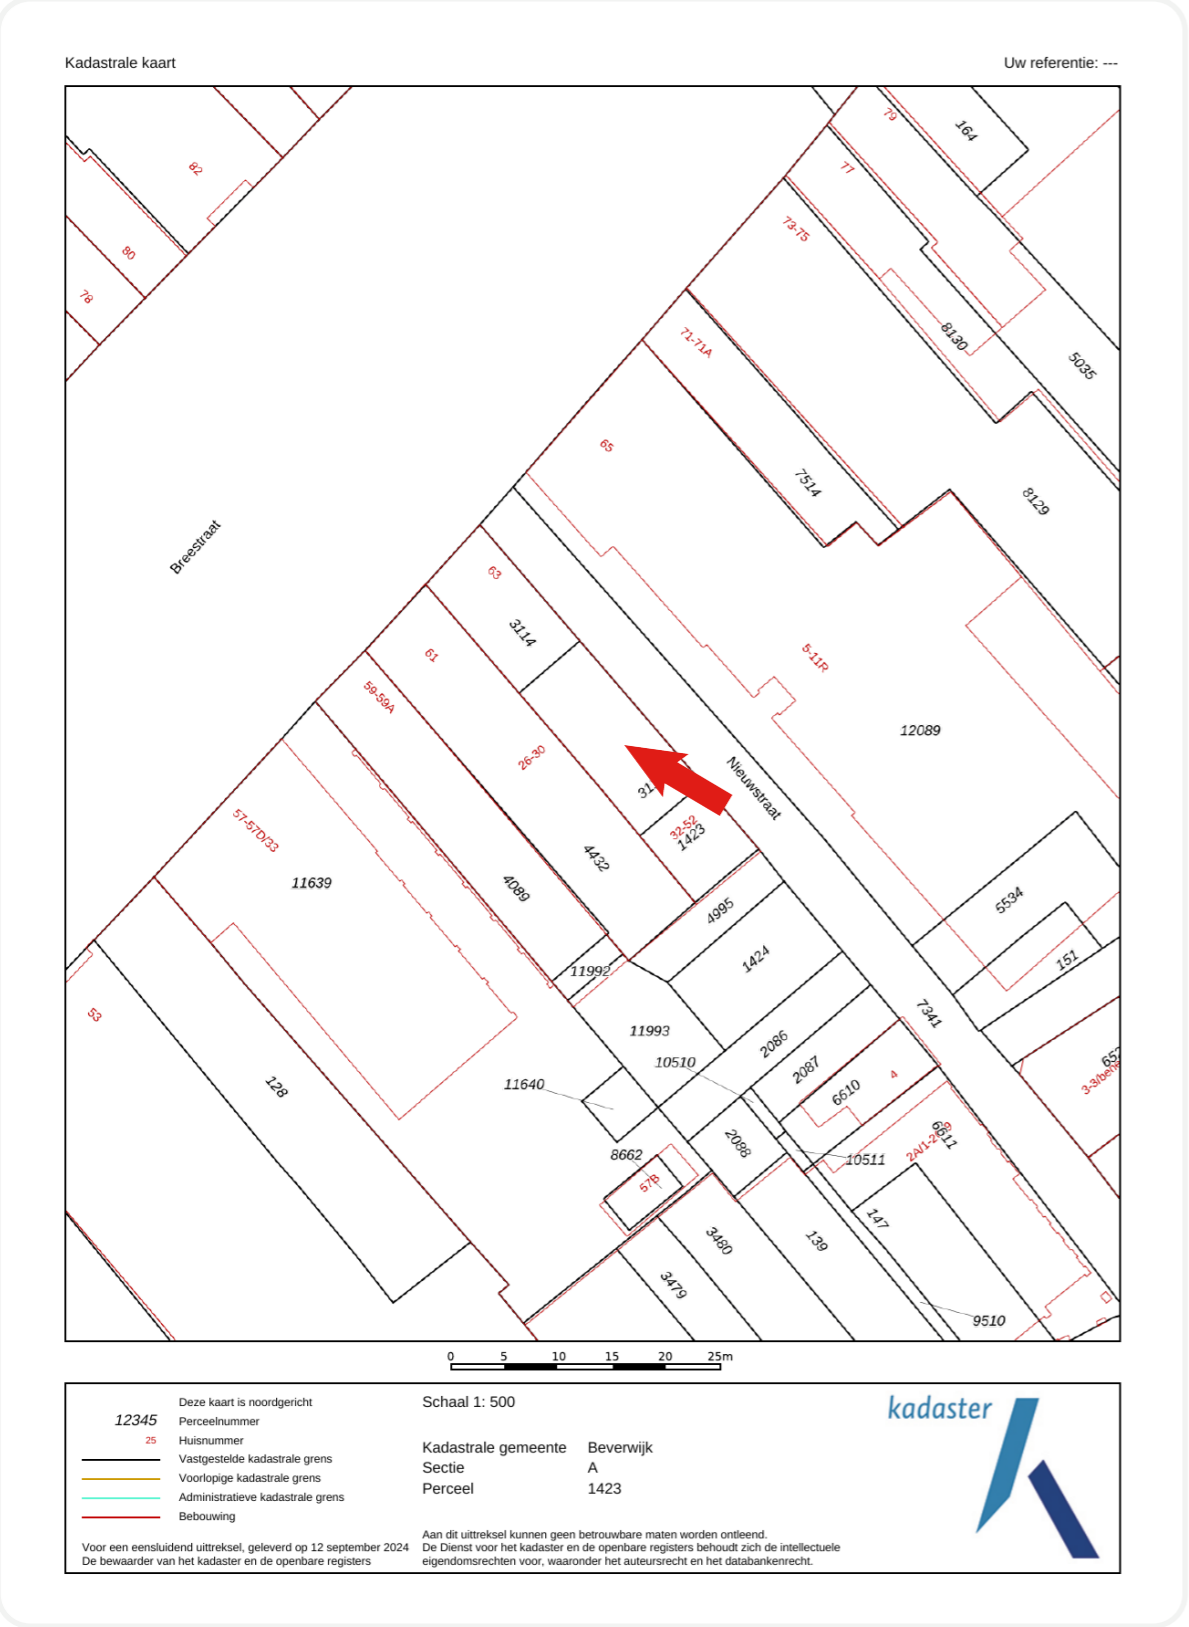 Kadastrale kaart
Uw referentie: ---
79
164
82
77
73-75
80
78
8130
71-71A
5035
65
7514
8129
Breestraat
63
3114
61
5-11R
59-59A
12089
26-30
Nieuwstraat
31
32-52
1423
57-57D/33
4432
11639
4089
5534
4995
1424
151
11992
53
7341
11993
2086
10510
2087
11640
4
6610
3-3/bene
128
2088
6611
8662
10511
57B
147
3480
139
3479
9510
0 5 10 15 20 25m
Deze kaart is noordgericht
12345 Perceelnummer
25 Huisnummer
Vastgestelde kadastrale grens
Voorlopige kadastrale grens
Administratieve kadastrale grens
Bebouwing
Voor een eensluidend uittreksel, geleverd op 12 september 2024
De bewaarder van het kadaster en de openbare registers
Schaal 1: 500
Kadastrale gemeente Beverwijk
Sectie A
Perceel 1423
Aan dit uittreksel kunnen geen betrouwbare maten worden ontleend.
De Dienst voor het kadaster en de openbare registers behoudt zich de intellectuele
eigendomsrechten voor, waaronder het auteursrecht en het databankenrecht.
kadaster